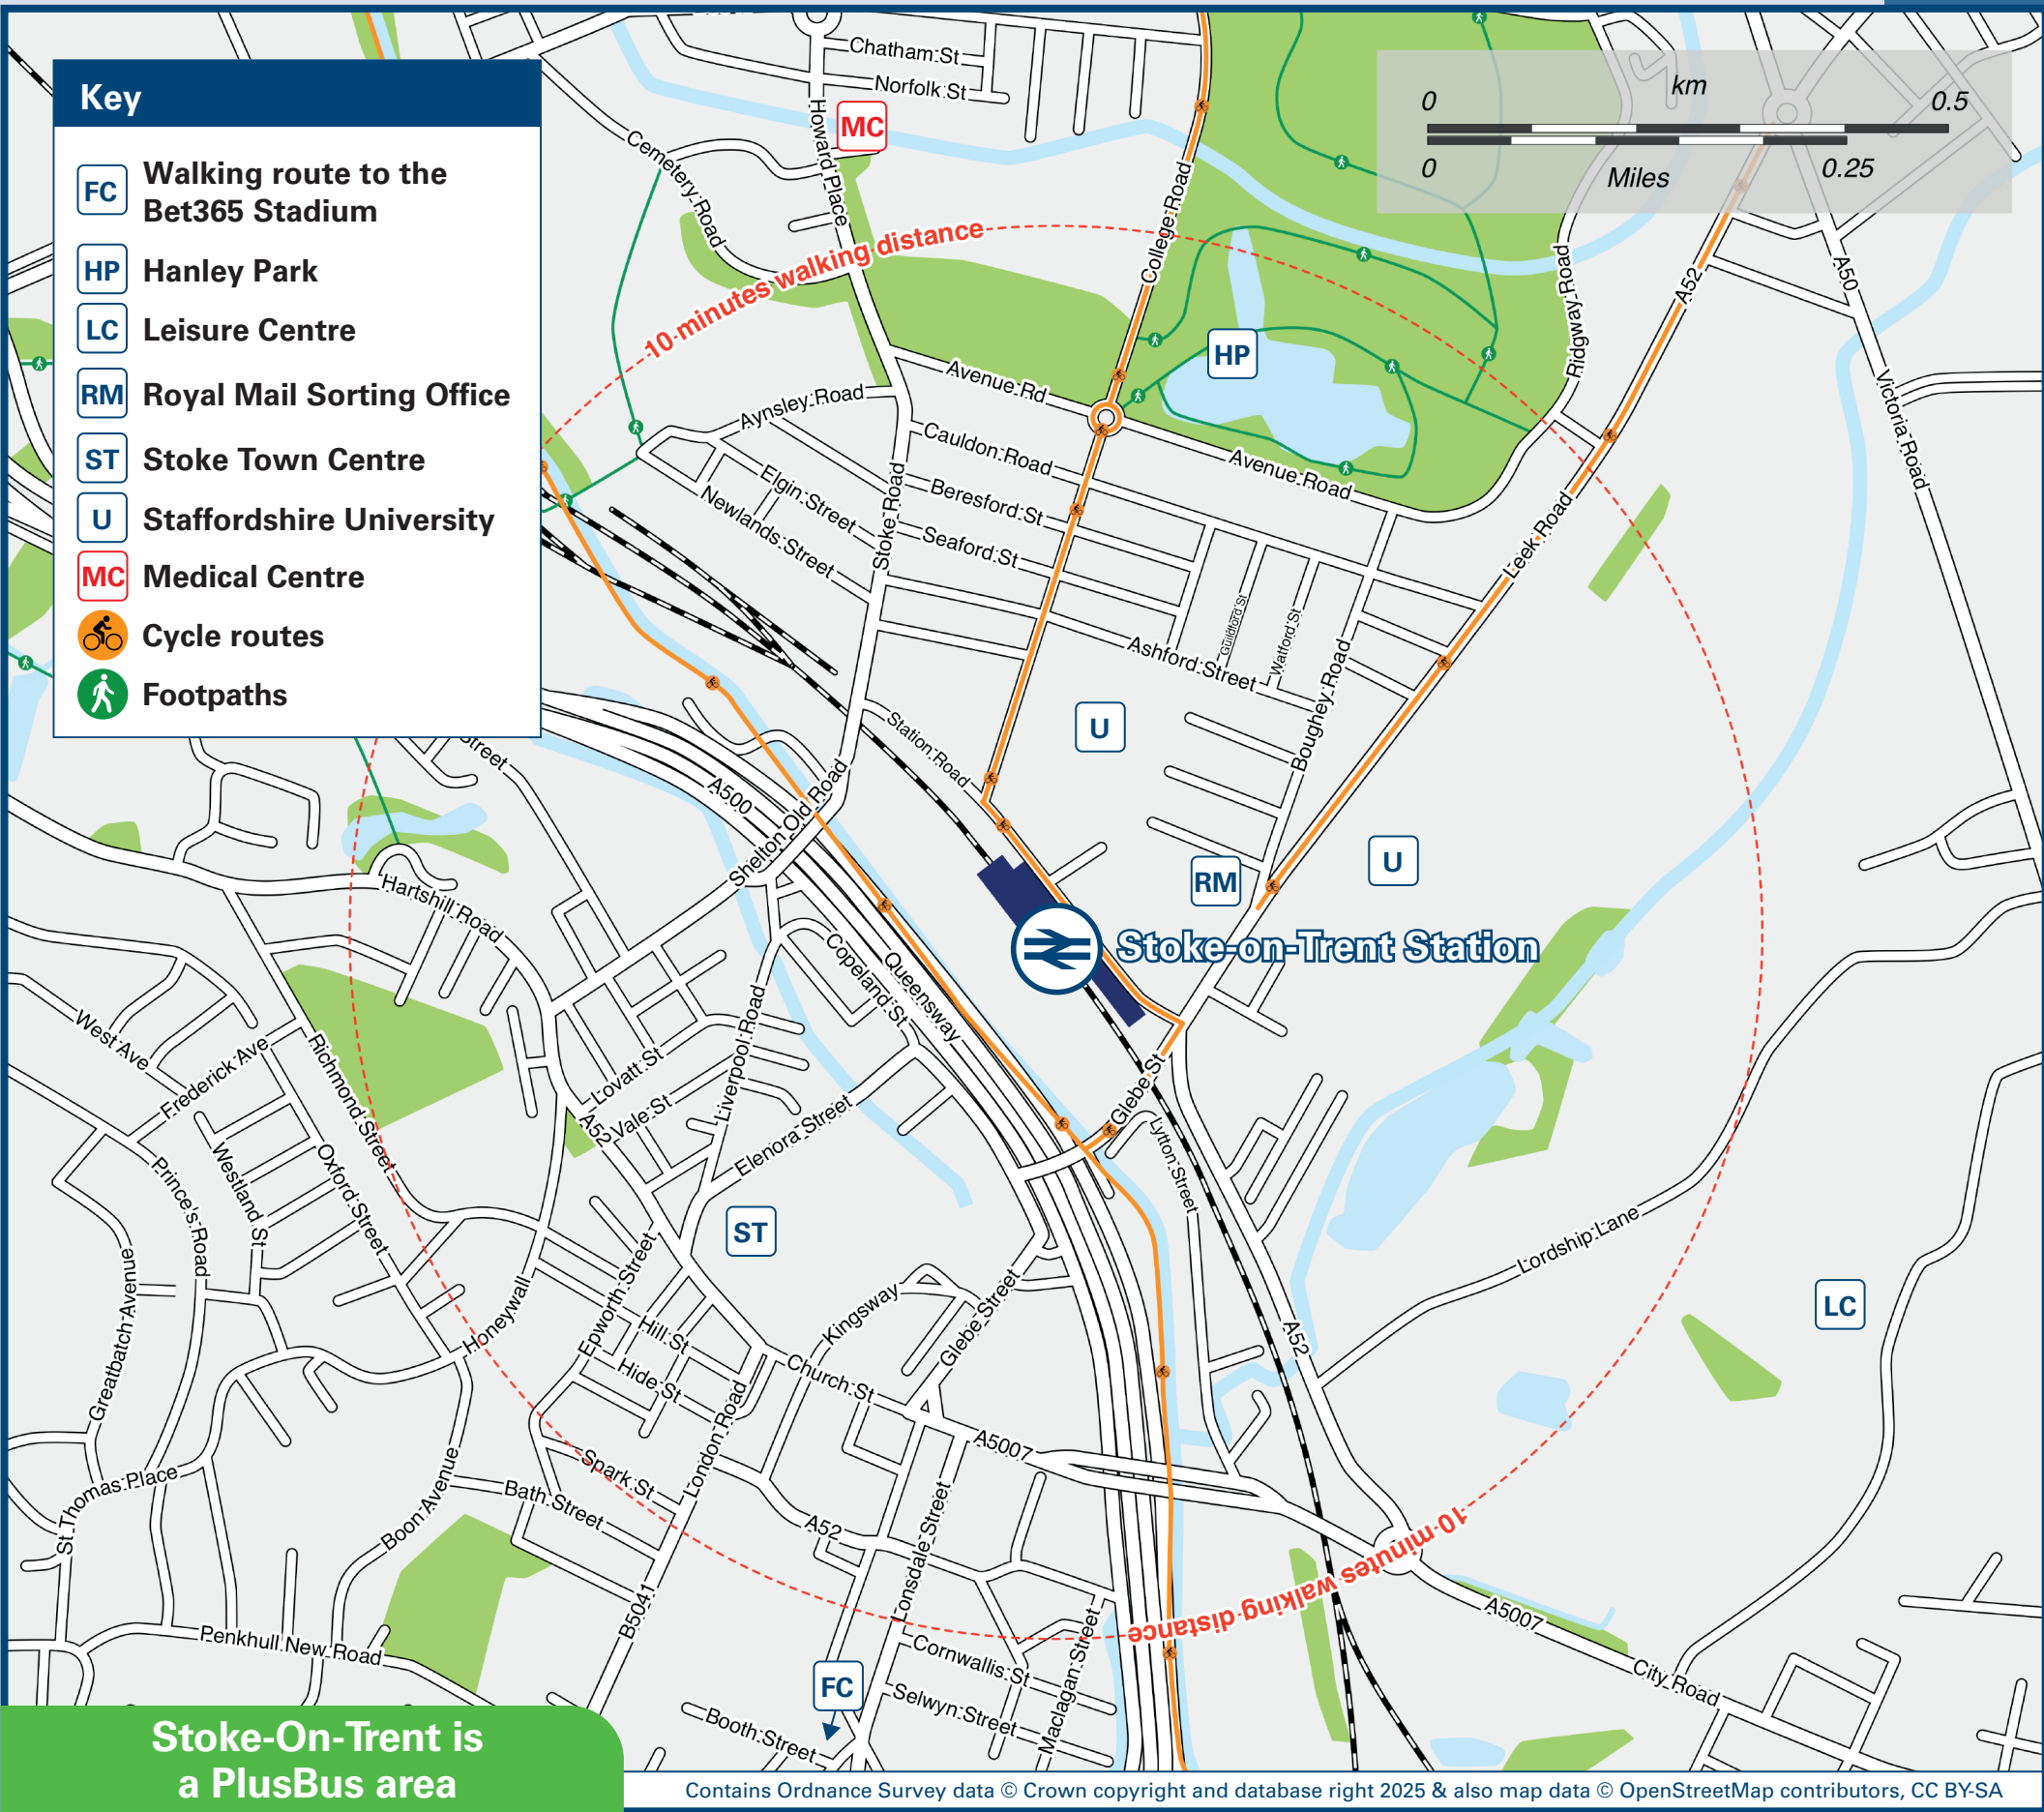 Key
FC
Walking route to the
Bet365 Stadium
HP
Hanley Park
LC
Leisure Centre
RM
Royal Mail Sorting Office
ST
Stoke Town Centre
U
Staffordshire University
MC
Medical Centre
Cycle routes
Footpaths
0
km
0.5
0
Miles
0.25
Chatham St
Norfolk St
Howard Place
MC
Cemetery Road
College Road
10 minutes walking distance
HP
Ridgway Road
A52
A50
Victoria Road
Avenue Rd
Aynsley Road
Cauldon Road
Avenue Road
Elgin Street
Beresford St
Newlands Street
Stoke Road
Seaford St
Leek Road
Guildford St
Watford St
Ashford Street
Boughey Road
U
Station Road
Street
A500
Shelton Old Road
U
RM
Hartshill Road
Stoke-on-Trent Station
Copeland St
Queensway
West Ave
Frederick Ave
Richmond Street
Liverpool Road
Lovatt St
A52
Vale St
Glebe St
Elenora Street
Lytton Street
Prince's Road
Westland St
Oxford Street
ST
Lordship Lane
Greatbatch Avenue
Honeywall
Epworth Street
Kingsway
Glebe Street
Hill St
Hide St
Church St
A52
LC
London Road
A5007
St Thomas Place
Boon Avenue
Spark St
Bath Street
A52
Lonsdale Street
10 minutes walking distance
B5041
A5007
Penkhull New Road
Cornwallis St
City Road
Maclagan Street
FC
Selwyn Street
Booth Street
Stoke-On-Trent is
a PlusBus area
Contains Ordnance Survey data © Crown copyright and database right 2025 & also map data © OpenStreetMap contributors, CC BY-SA